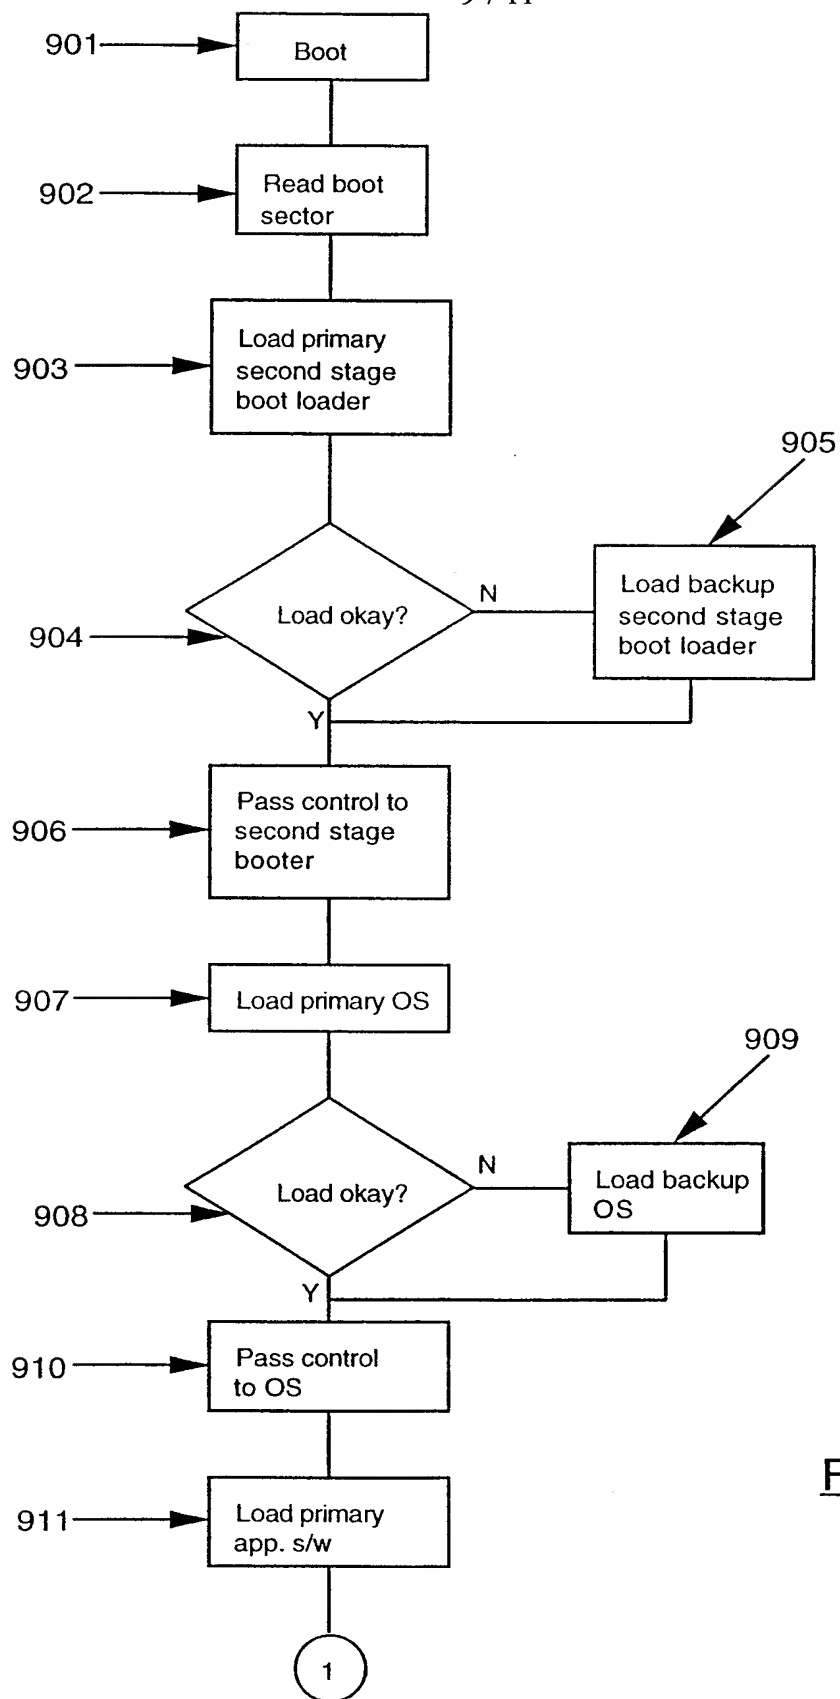 901
Boot
902
Read boot
sector
903
Load primary
second stage
boot loader
905
904
Load okay?
N
Load backup
second stage
boot loader
Y
906
Pass control to
second stage
booter
907
Load primary OS
909
908
Load okay?
N
Load backup
OS
Y
910
Pass control
to OS
911
Load primary
app. s/w
1